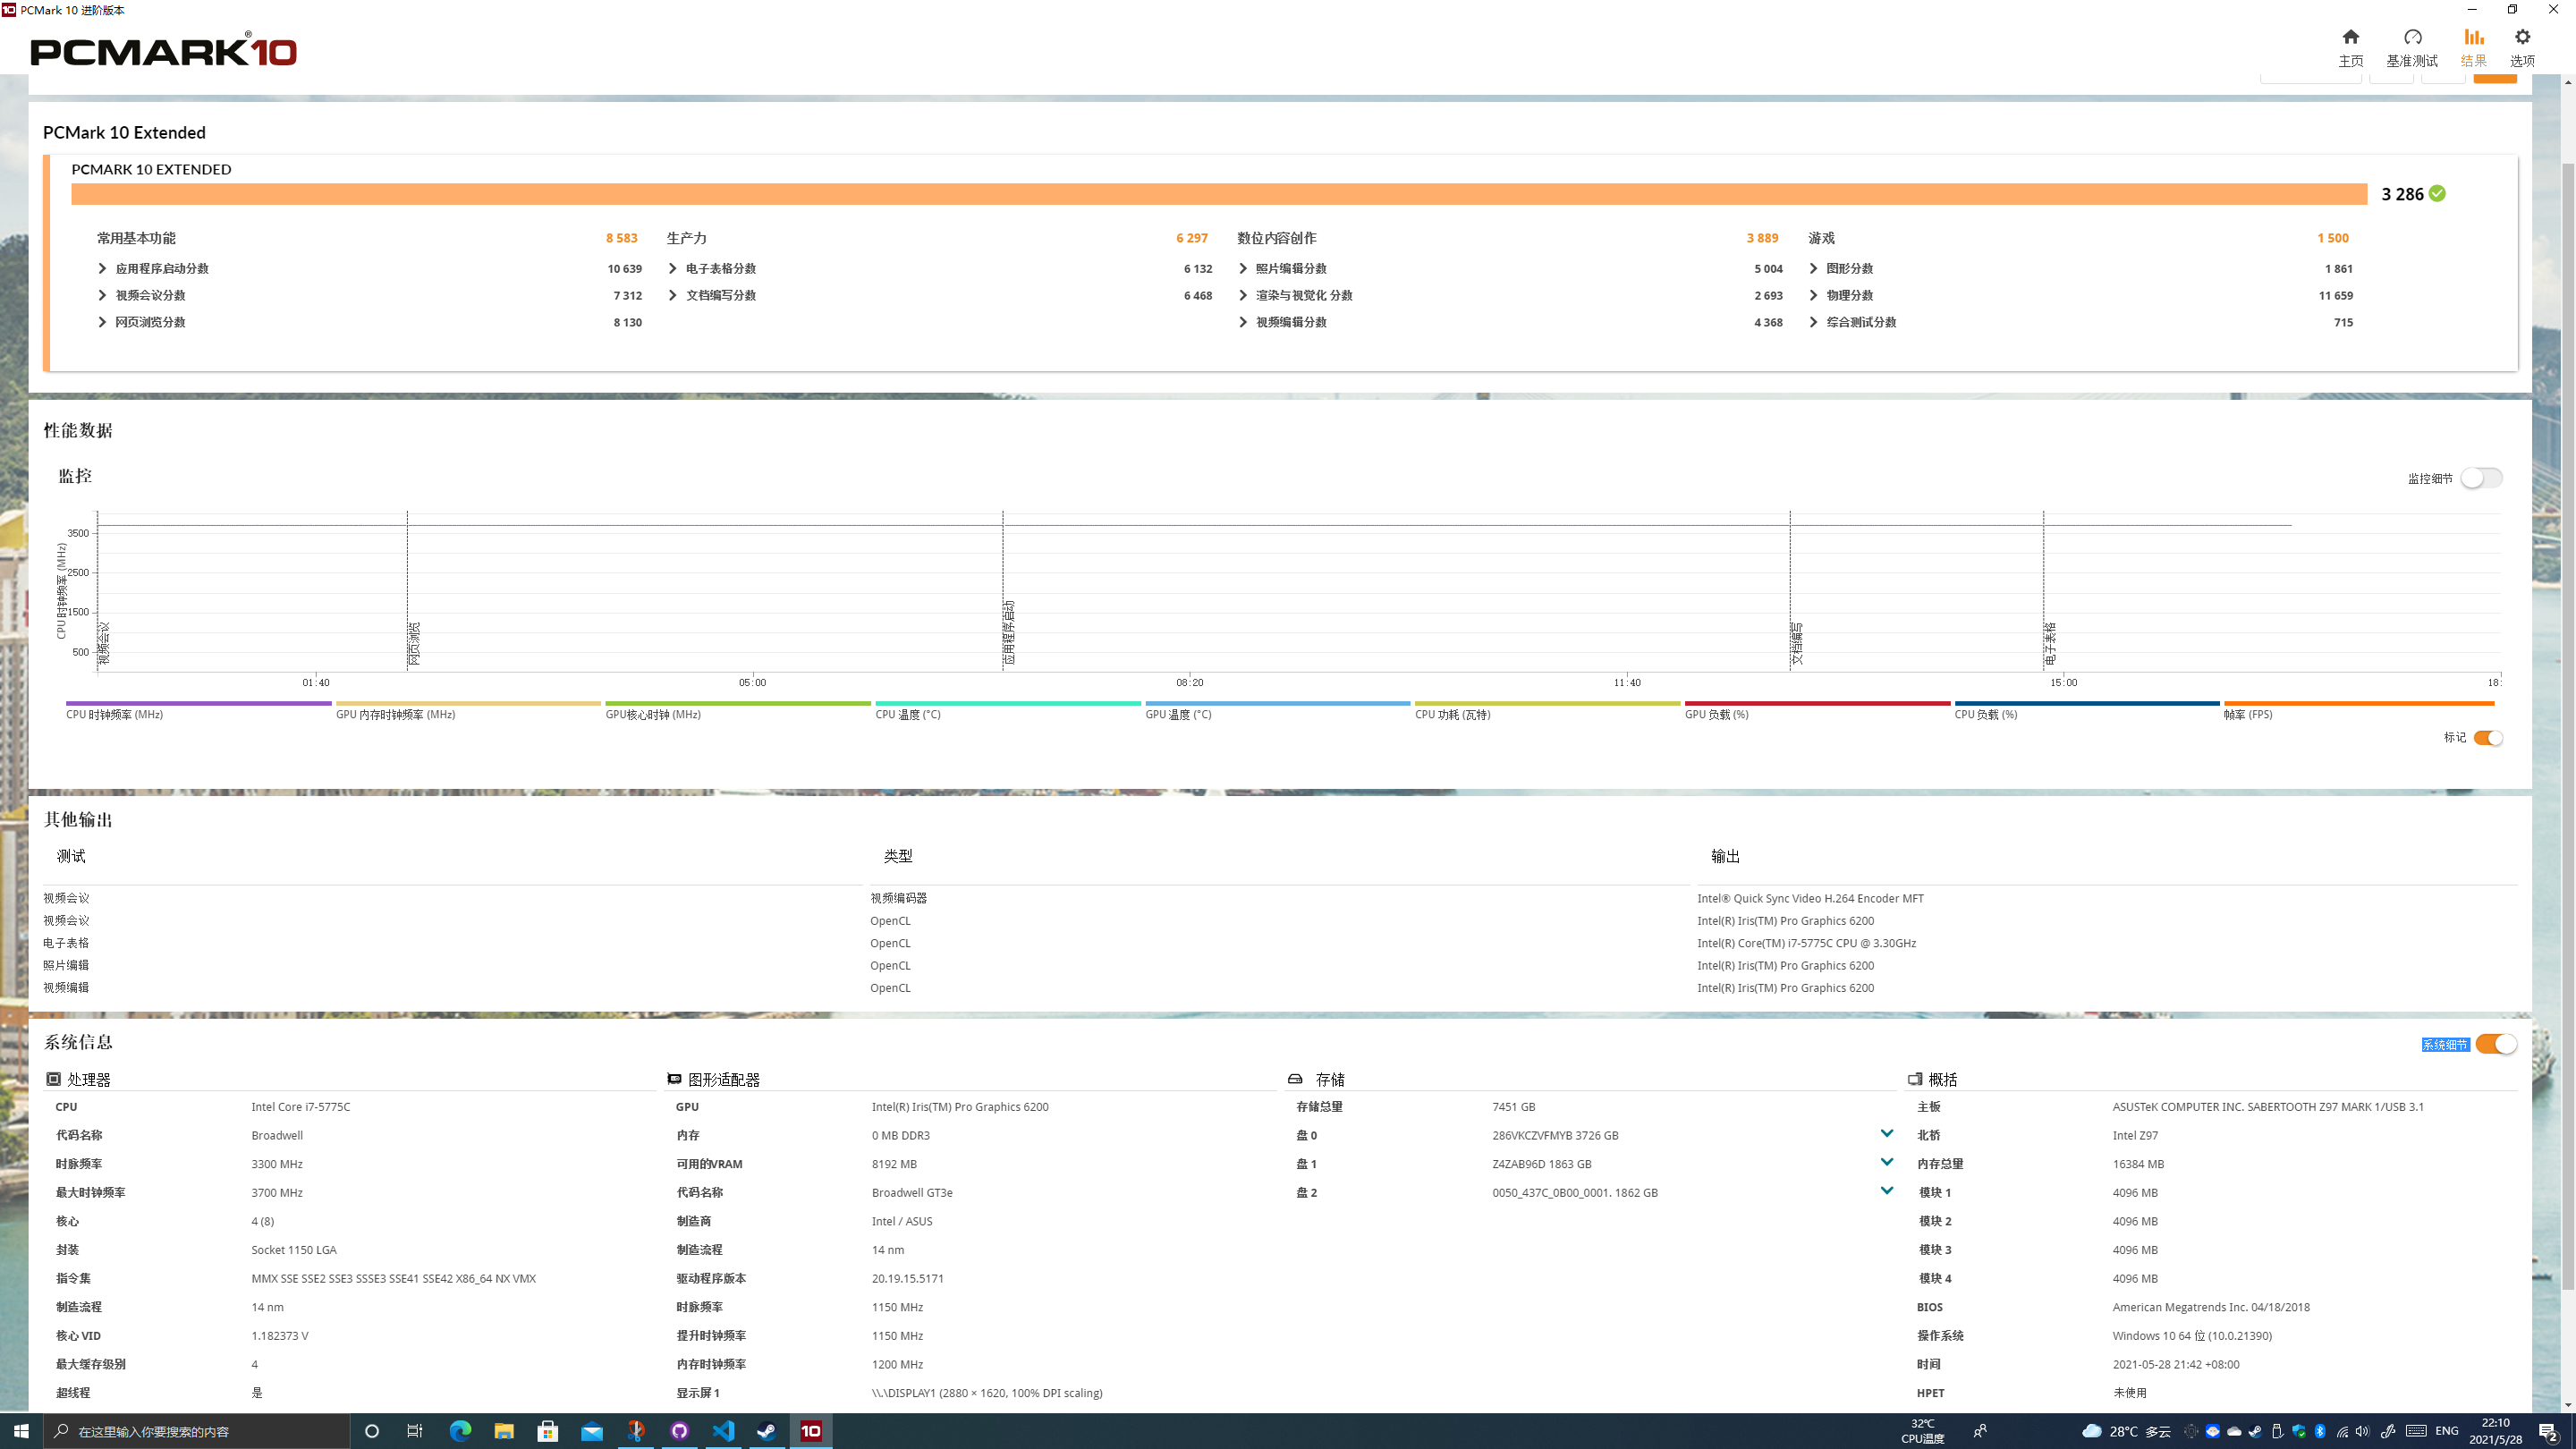 PCMark 10 进阶版本
PCMARK®10
主页
基准测试
结果
选项
PCMark 10 Extended
PCMARK 10 EXTENDED
3 286
常用基本功能 8 583
应用程序启动分数 10 639
视频会议分数 7 312
网页浏览分数 8 130
生产力 6 297
电子表格分数 6 132
文档编写分数 6 468
数位内容创作 3 889
照片编辑分数 5 004
渲染与视觉化 分数 2 693
视频编辑分数 4 368
游戏 1 500
图形分数 1 861
物理分数 11 659
综合测试分数 715
性能数据
监控
监控细节
CPU 时钟频率 (MHz)
3500
2500
1500
500
视频会议
网页浏览
应用程序启动
文档编写
电子表格
01:40 05:00 08:20 11:40 15:00 18:
CPU 时钟频率 (MHz)
GPU 内存时钟频率 (MHz)
GPU核心时钟 (MHz)
CPU 温度 (°C)
GPU 温度 (°C)
CPU 功耗 (瓦特)
GPU 负载 (%)
CPU 负载 (%)
帧率 (FPS)
标记
其他输出
测试 类型 输出
视频会议 视频编码器 Intel® Quick Sync Video H.264 Encoder MFT
视频会议 OpenCL Intel(R) Iris(TM) Pro Graphics 6200
电子表格 OpenCL Intel(R) Core(TM) i7-5775C CPU @ 3.30GHz
照片编辑 OpenCL Intel(R) Iris(TM) Pro Graphics 6200
视频编辑 OpenCL Intel(R) Iris(TM) Pro Graphics 6200
系统信息
系统细节
处理器
CPU Intel Core i7-5775C
代码名称 Broadwell
时脉频率 3300 MHz
最大时钟频率 3700 MHz
核心 4 (8)
封装 Socket 1150 LGA
指令集 MMX SSE SSE2 SSE3 SSSE3 SSE41 SSE42 X86_64 NX VMX
制造流程 14 nm
核心 VID 1.182373 V
最大缓存级别 4
超线程 是
图形适配器
GPU Intel(R) Iris(TM) Pro Graphics 6200
内存 0 MB DDR3
可用的VRAM 8192 MB
代码名称 Broadwell GT3e
制造商 Intel / ASUS
制造流程 14 nm
驱动程序版本 20.19.15.5171
时脉频率 1150 MHz
提升时钟频率 1150 MHz
内存时钟频率 1200 MHz
显示屏 1 \\.\DISPLAY1 (2880 × 1620, 100% DPI scaling)
存储
存储总量 7451 GB
盘 0 286VKCZVFMYB 3726 GB
盘 1 Z4ZAB96D 1863 GB
盘 2 0050_437C_0B00_0001. 1862 GB
概括
主板 ASUSTeK COMPUTER INC. SABERTOOTH Z97 MARK 1/USB 3.1
北桥 Intel Z97
内存总量 16384 MB
模块 1 4096 MB
模块 2 4096 MB
模块 3 4096 MB
模块 4 4096 MB
BIOS American Megatrends Inc. 04/18/2018
操作系统 Windows 10 64 位 (10.0.21390)
时间 2021-05-28 21:42 +08:00
HPET 未使用
在这里输入你要搜索的内容
10
32℃
CPU温度
28°C 多云
ENG
22:10
2021/5/28
2